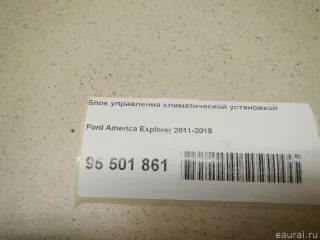 Блок управления климатической установкой
Ford America Explorer 2011-2019
95 501 861
eaural.ru